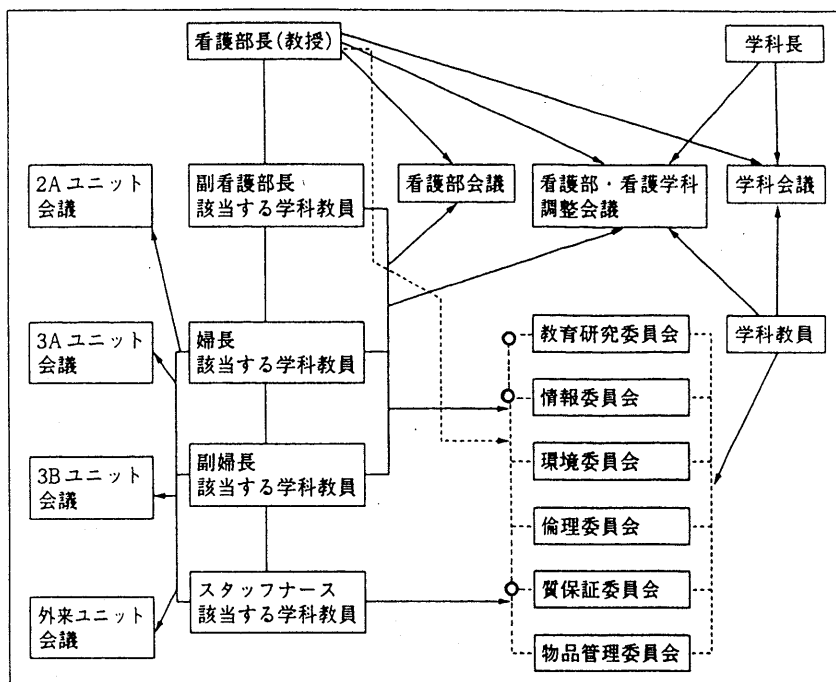 看護部長(教授)
学科長
2Aユニット
会議
副看護部長
該当する学科教員
看護部会議
看護部・看護学科
調整会議
学科会議
3Aユニット
会議
婦長
該当する学科教員
教育研究委員会
学科教員
情報委員会
3Bユニット
会議
副婦長
該当する学科教員
環境委員会
倫理委員会
外来ユニット
会議
スタッフナース
該当する学科教員
質保証委員会
物品管理委員会